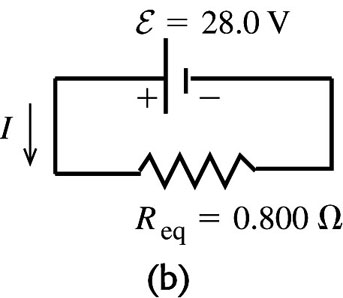 ℰ = 28.0 V
+ −
I
R_eq = 0.800 Ω
(b)